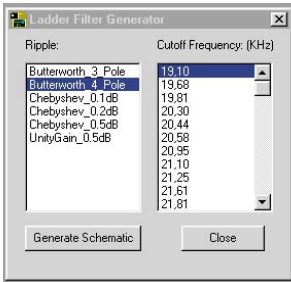 Ladder Filter Generator
Ripple:
Cutoff Frequency: (KHz)
Butterworth_3_Pole
Butterworth_4_Pole
Chebyshev_0.1dB
Chebyshev_0.2dB
Chebyshev_0.5dB
UnityGain_0.5dB
19,10
19,68
19,81
20,30
20,44
20,58
20,95
21,10
21,25
21,61
21,81
Generate Schematic
Close